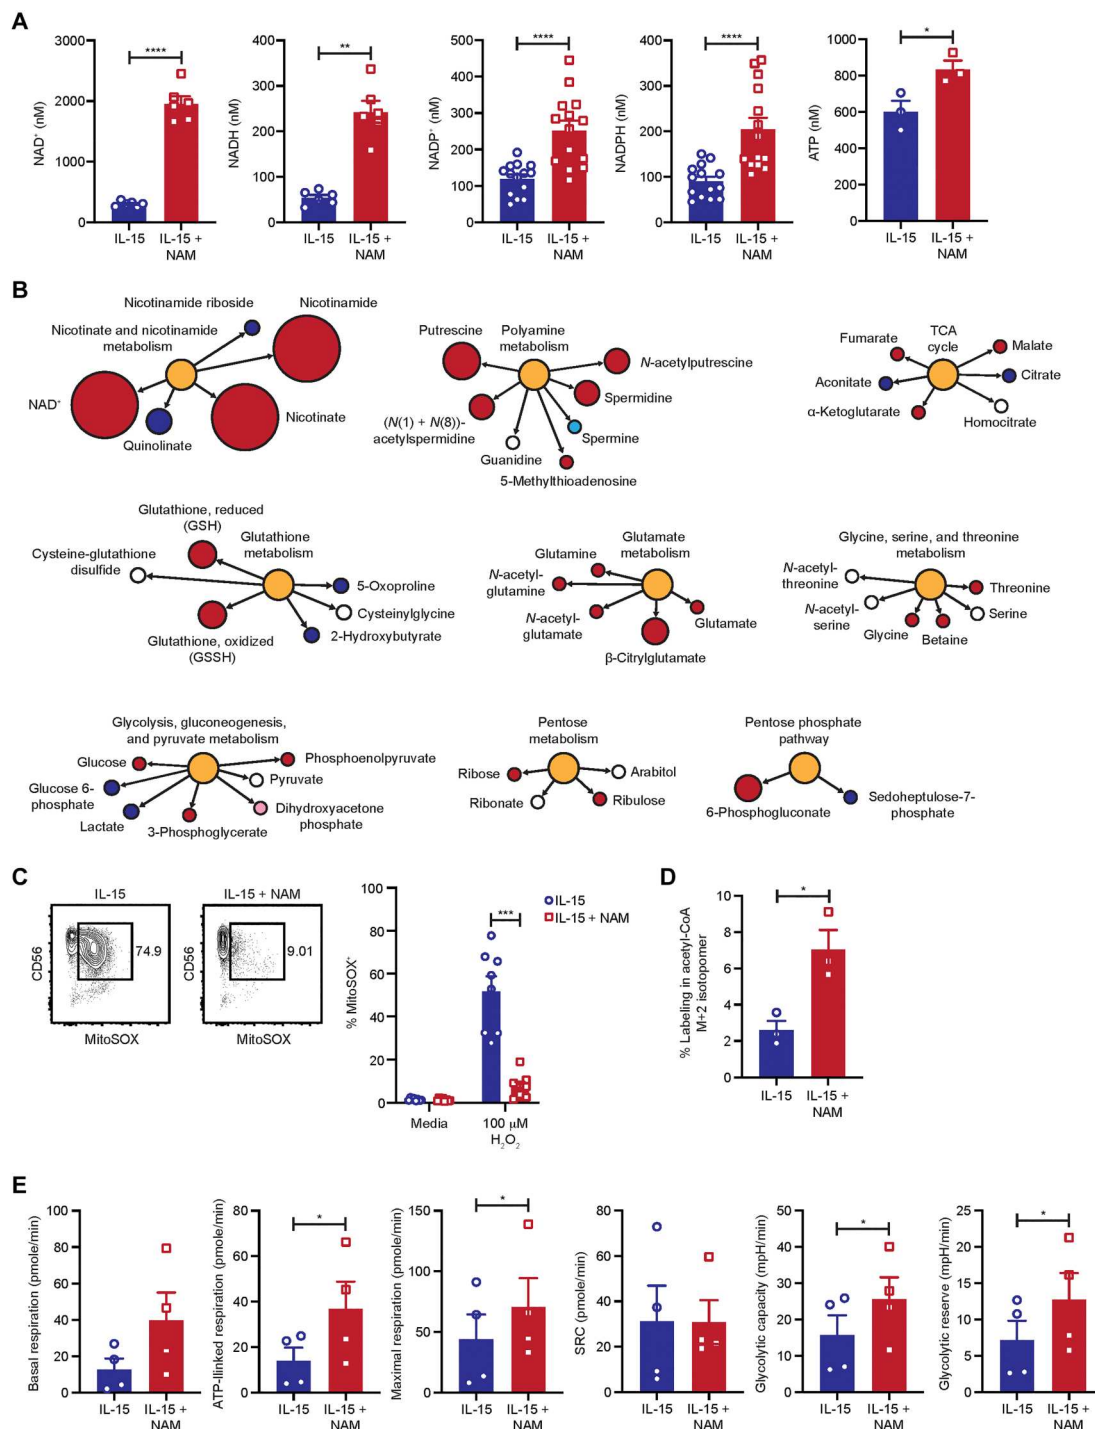 A
3000
2000
1000
0
NAD⁺ (nM)
****
IL-15
IL-15 +
NAM
400
300
200
100
0
NADH (nM)
**
IL-15
IL-15 +
NAM
500
400
300
200
100
0
NADP⁺ (nM)
****
IL-15
IL-15 +
NAM
400
300
200
100
0
NADPH (nM)
****
IL-15
IL-15 +
NAM
1000
800
600
400
200
0
ATP (nM)
*
IL-15
IL-15 +
NAM
B
Nicotinamide riboside
Nicotinamide
Nicotinate and nicotinamide
metabolism
NAD⁺
Nicotinate
Quinolinate
Putrescine
Polyamine
metabolism
N-acetylputrescine
Spermidine
(N(1) + N(8))-
acetylspermidine
Spermine
Guanidine
5-Methylthioadenosine
Fumarate
TCA
cycle
Malate
Aconitate
Citrate
α-Ketoglutarate
Homocitrate
Glutathione, reduced
(GSH)
Glutathione
metabolism
Cysteine-glutathione
disulfide
5-Oxoproline
Cysteinylglycine
2-Hydroxybutyrate
Glutathione, oxidized
(GSSH)
Glutamine
Glutamate
metabolism
N-acetyl-
glutamine
N-acetyl-
glutamate
Glutamate
β-Citrylglutamate
Glycine, serine, and threonine
metabolism
N-acetyl-
threonine
Threonine
N-acetyl-
serine
Serine
Glycine
Betaine
Glycolysis, gluconeogenesis,
and pyruvate metabolism
Glucose
Phosphoenolpyruvate
Glucose 6-
phosphate
Pyruvate
Lactate
Dihydroxyacetone
phosphate
3-Phosphoglycerate
Pentose
metabolism
Ribose
Arabitol
Ribonate
Ribulose
Pentose phosphate
pathway
6-Phosphogluconate
Sedoheptulose-7-
phosphate
C
IL-15
IL-15 + NAM
CD56
74.9
MitoSOX
CD56
9.01
MitoSOX
100
80
60
40
20
0
% MitoSOX⁺
***
IL-15
IL-15 + NAM
Media
100 μM
H₂O₂
D
10
8
6
4
2
0
% Labeling in acetyl-CoA
M+2 isotopomer
*
IL-15
IL-15 +
NAM
E
100
80
60
40
20
0
Basal respiration (pmole/min)
IL-15
IL-15 +
NAM
80
60
40
20
0
ATP-liinked respiration (pmole/min)
*
IL-15
IL-15 +
NAM
150
100
50
0
Maximal respiration (pmole/min)
*
IL-15
IL-15 +
NAM
80
60
40
20
0
SRC (pmole/min)
IL-15
IL-15 +
NAM
50
40
30
20
10
0
Glycolytic capacity (mpH/min)
*
IL-15
IL-15 +
NAM
25
20
15
10
5
0
Glycolytic reserve (mpH/min)
*
IL-15
IL-15 +
NAM